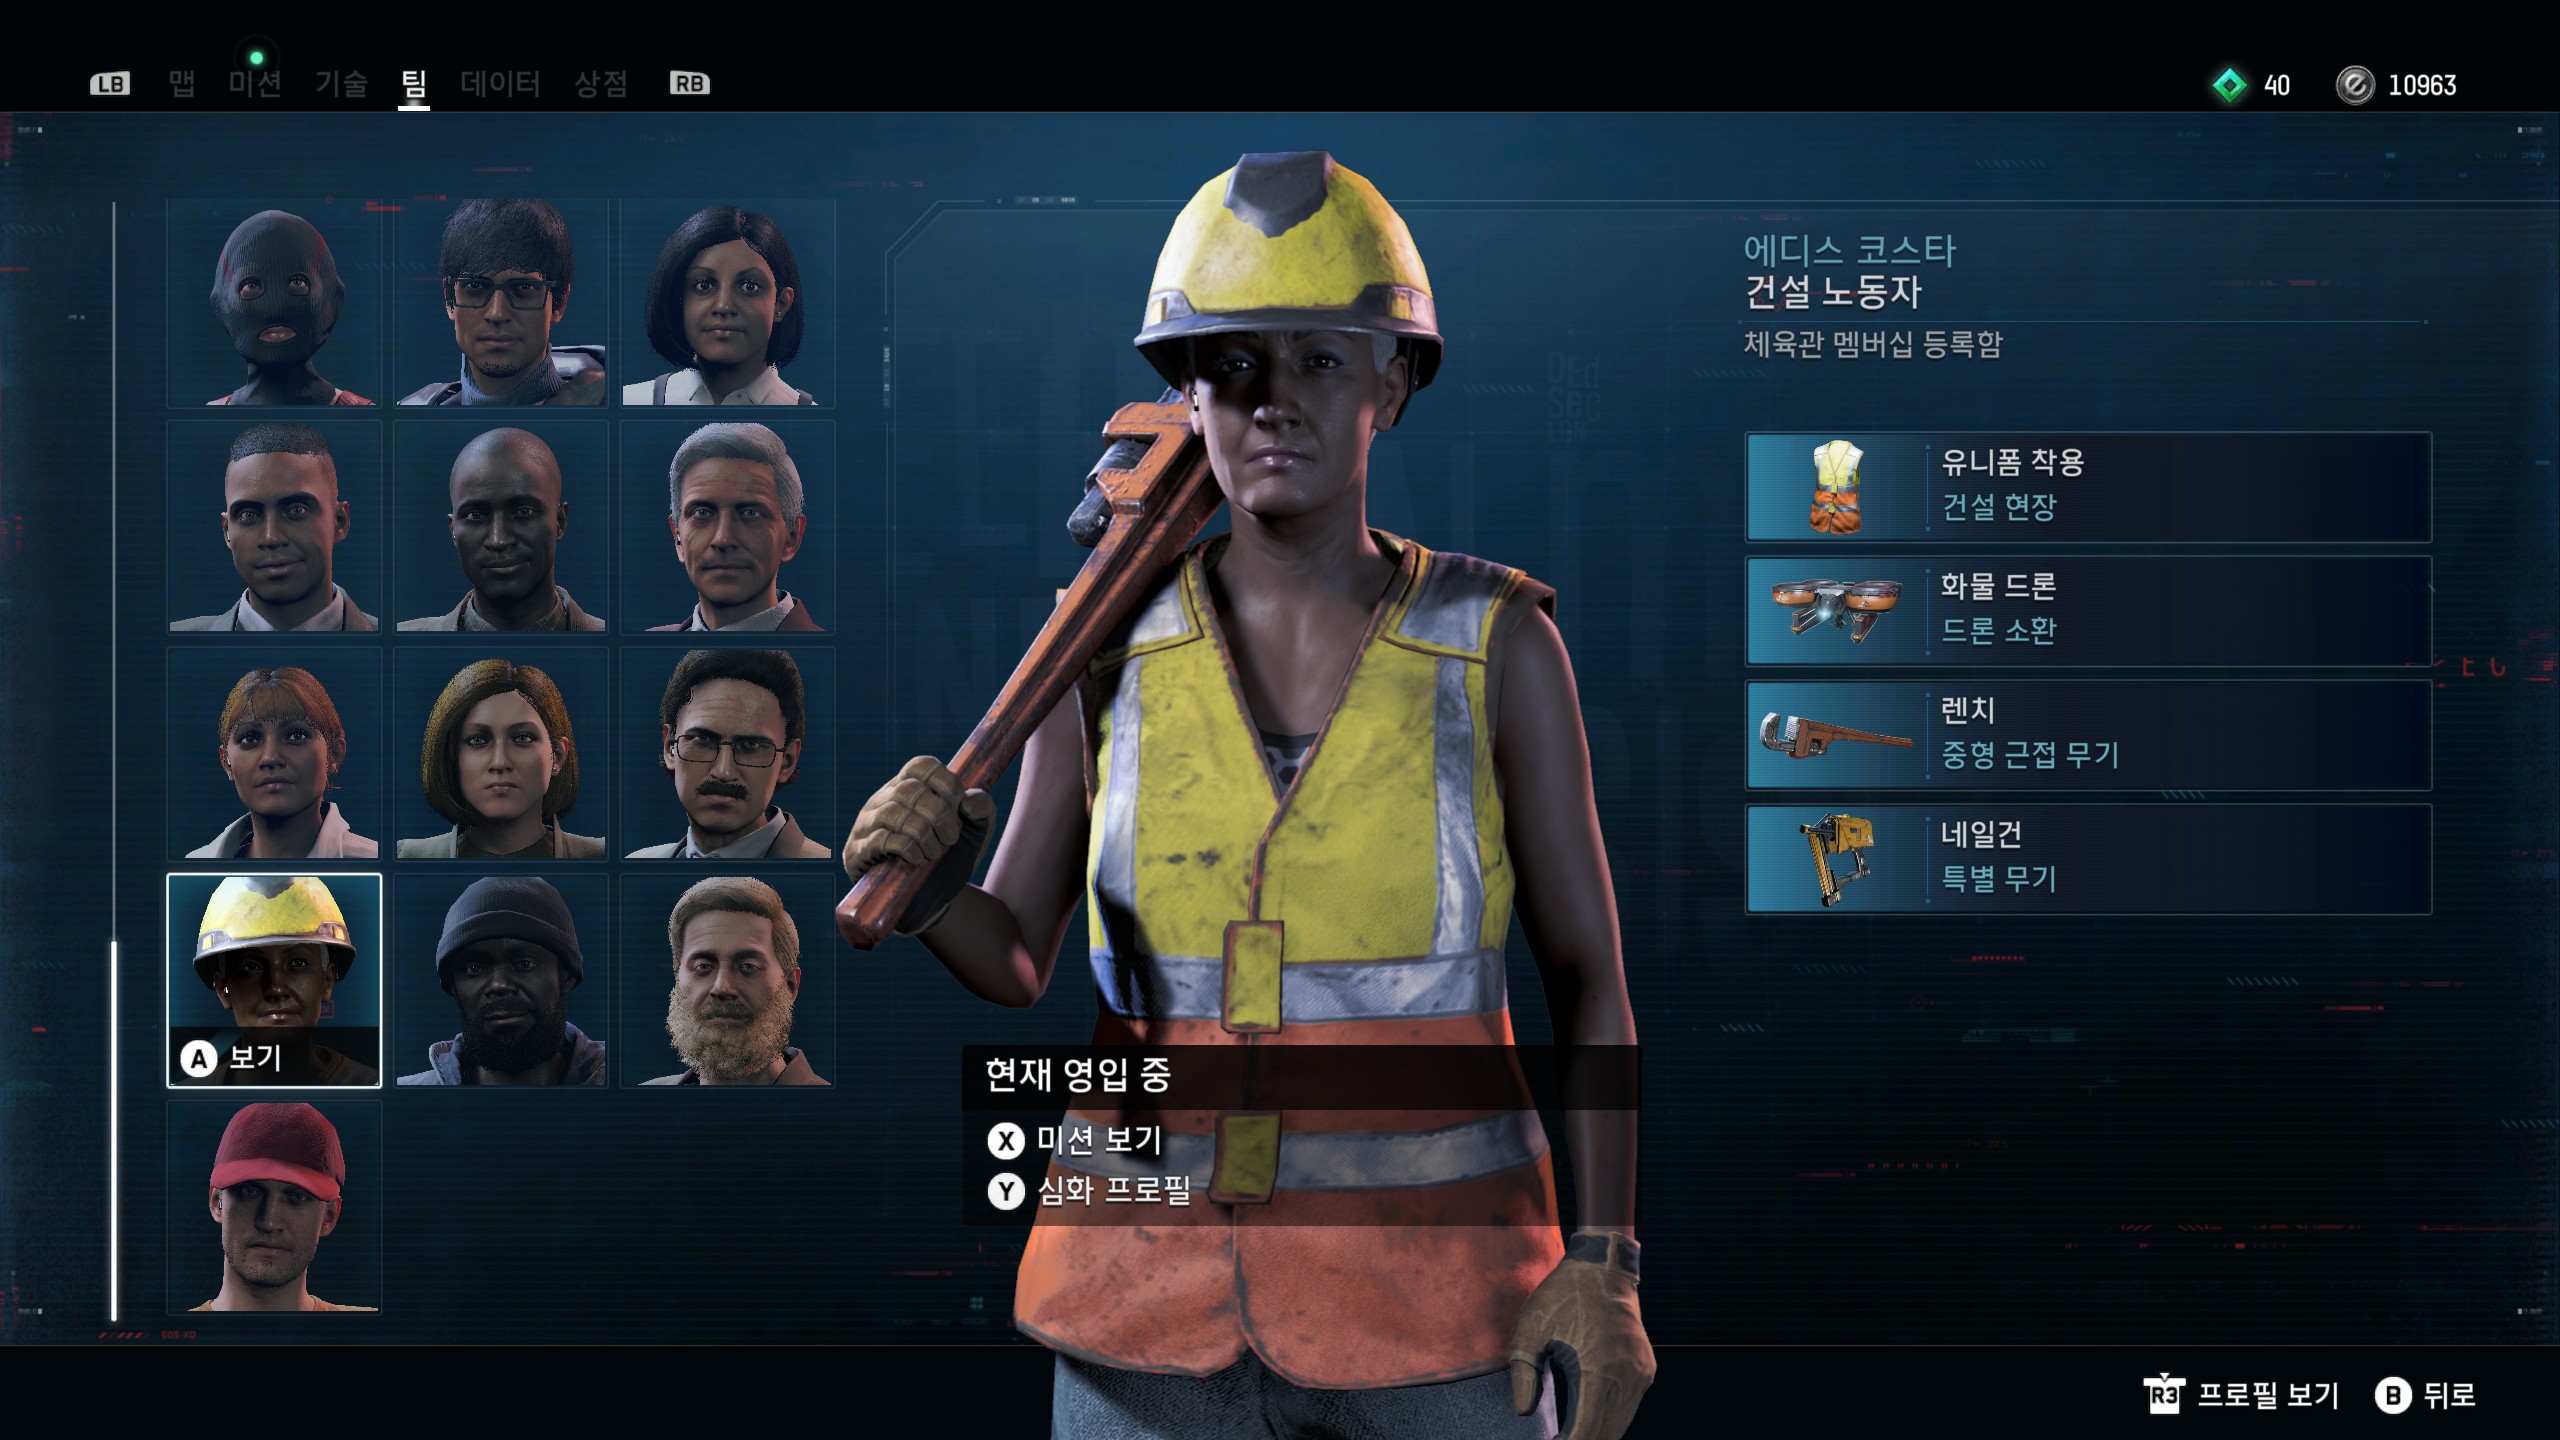 LB 맵 미션 기술 팀 데이터 상점 RB
40 10963
에디스 코스타
건설 노동자
체육관 멤버십 등록함
유니폼 착용
건설 현장
화물 드론
드론 소환
렌치
중형 근접 무기
네일건
특별 무기
A 보기
현재 영입 중
X 미션 보기
Y 심화 프로필
R3 프로필 보기 B 뒤로